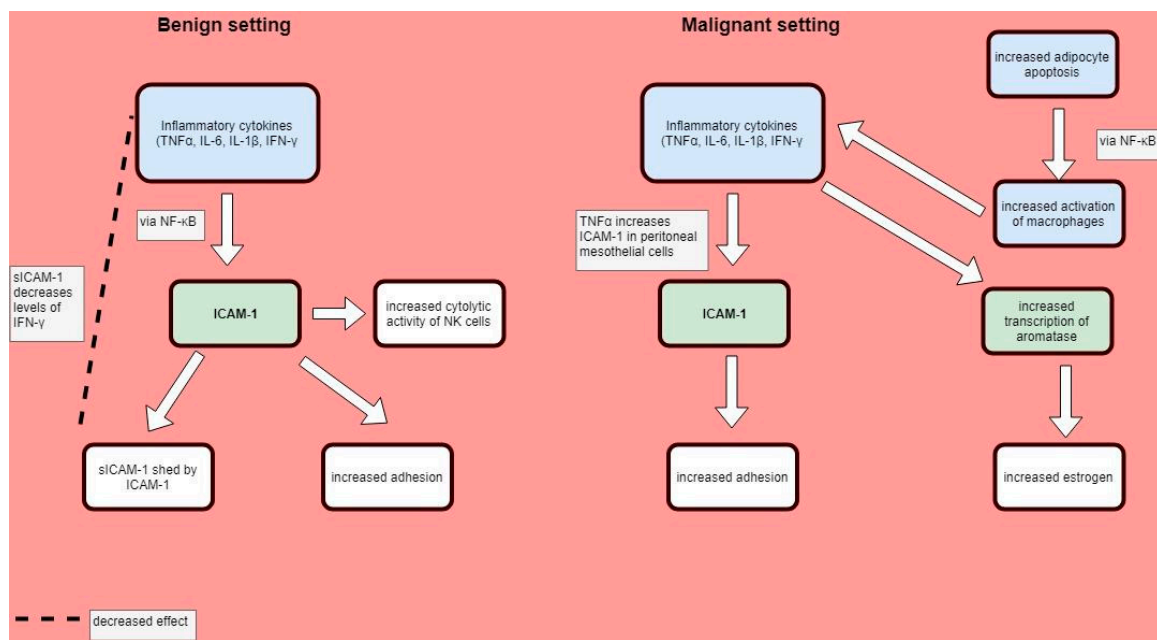 Benign setting
Inflammatory cytokines
(TNFα, IL-6, IL-1β, IFN-γ
via NF-κB
sICAM-1
decreases
levels of
IFN-γ
ICAM-1
increased cytolytic
activity of NK cells
sICAM-1 shed by
ICAM-1
increased adhesion
decreased effect
Malignant setting
increased adipocyte
apoptosis
Inflammatory cytokines
(TNFα, IL-6, IL-1β, IFN-γ
via NF-κB
increased activation
of macrophages
TNFα increases
ICAM-1 in peritoneal
mesothelial cells
ICAM-1
increased
transcription of
aromatase
increased adhesion
increased estrogen